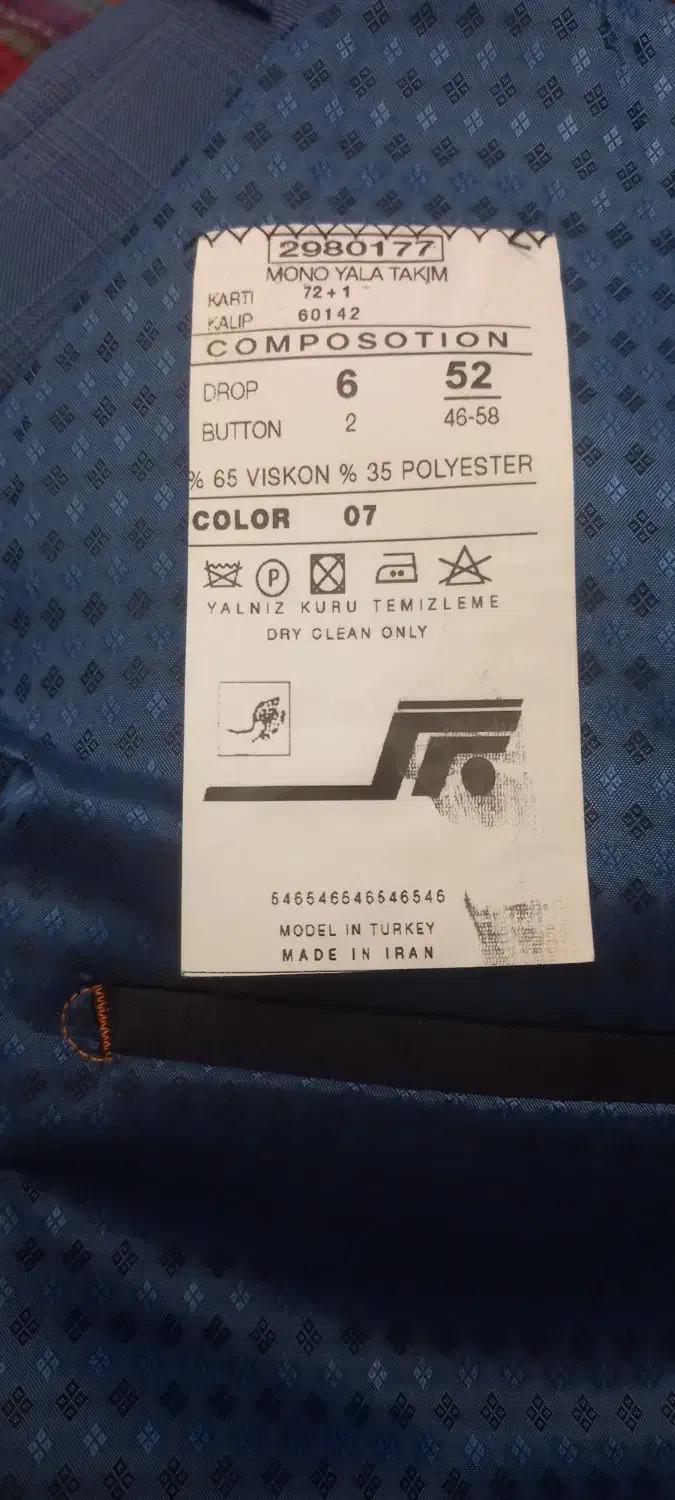 2980177
MONO YALA TAKIM
KARTI 72+1
KALIP 60142
COMPOSOTION
DROP 6 52
BUTTON 2 46-58
% 65 VISKON % 35 POLYESTER
COLOR 07
P
YALNIZ KURU TEMIZLEME
DRY CLEAN ONLY
546546546546546
MODEL IN TURKEY
MADE IN IRAN